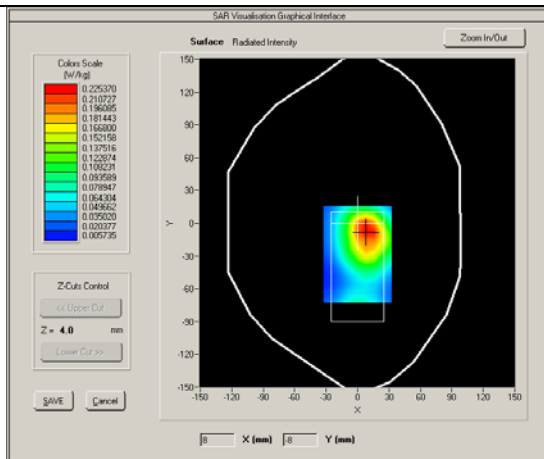 SAR Visualisation Graphical Interface
Surface Radiated Intensity
Zoom In/Out
Colors Scale
(W/kg)
0.225370
0.210727
0.196085
0.181443
0.166800
0.152158
0.137516
0.122874
0.108231
0.093589
0.078947
0.064304
0.049662
0.035020
0.020377
0.005735
Z-Cuts Control
<< Upper Cut
Z = 4.0 mm
Lower Cut >>
SAVE
Cancel
150-
120-
90-
60-
30-
0-
-30-
-60-
-90-
-120-
-150-
Y
-150 -120 -90 -60 -30 0 30 60 90 120 150
X
8 X (mm) -8 Y (mm)